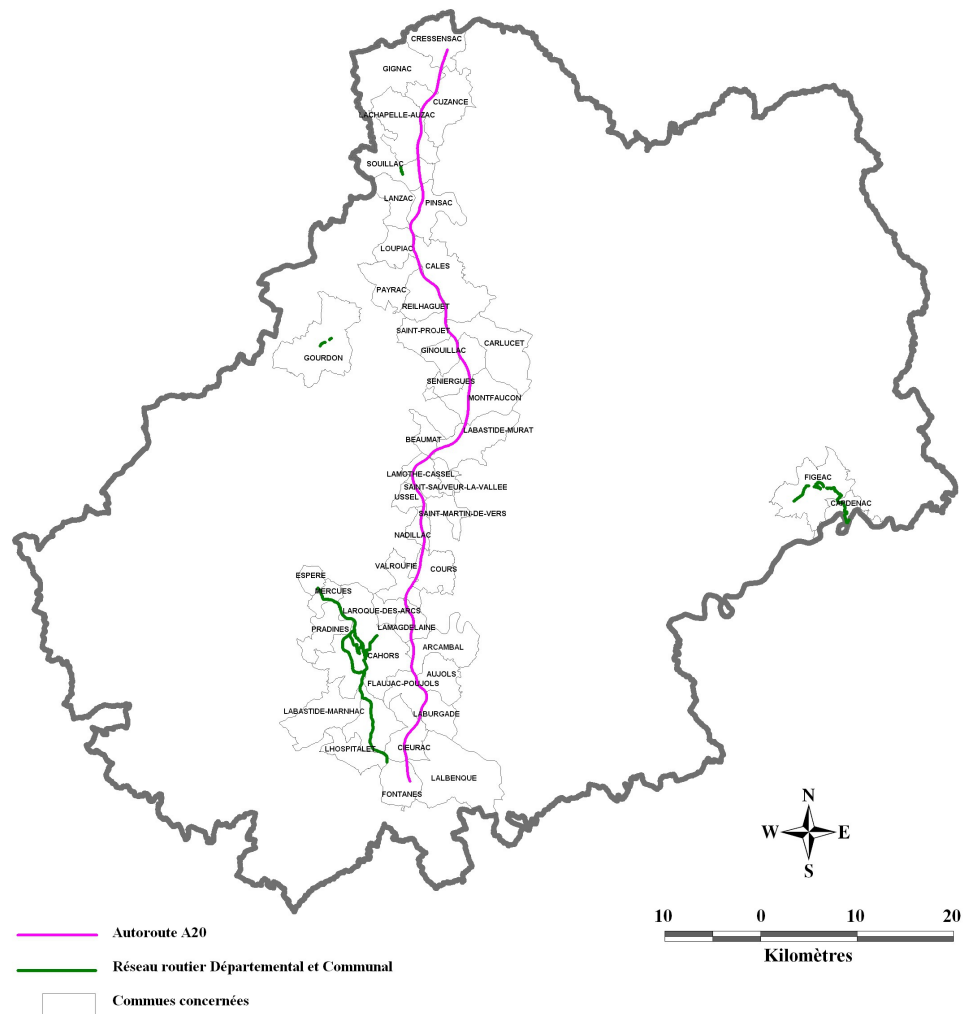 CRESSENSAC
GIGNAC
CUZANCE
LACHAPELLE-AUZAC
SOUILLAC
LANZAC
PINSAC
LOUPIAC
CALES
PAYRAC
REILHAGUET
SAINT-PROJET
CARLUCET
GINOUILLAC
GOURDON
SENIERGUES
MONTFAUCON
LABASTIDE-MURAT
BEAUMAT
LAMOTHE-CASSEL
FIGEAC
SAINT-SAUVEUR-LA-VALLEE
USSEL
CAPDENAC
SAINT-MARTIN-DE-VERS
NADILLAC
VALROUFIE
COURS
ESPERE
MERCUES
LAROQUE-DES-ARCS
PRADINES
LAMAGDELAINE
ARCAMBAL
CAHORS
AUJOLS
FLAUJAC-POUJOLS
LABASTIDE-MARNHAC
LABURGADE
LHOSPITALET
CIEURAC
LALBENQUE
FONTANES
N
W E
S
10 0 10 20
Kilomètres
Autoroute A20
Réseau routier Départemental et Communal
Commues concernées